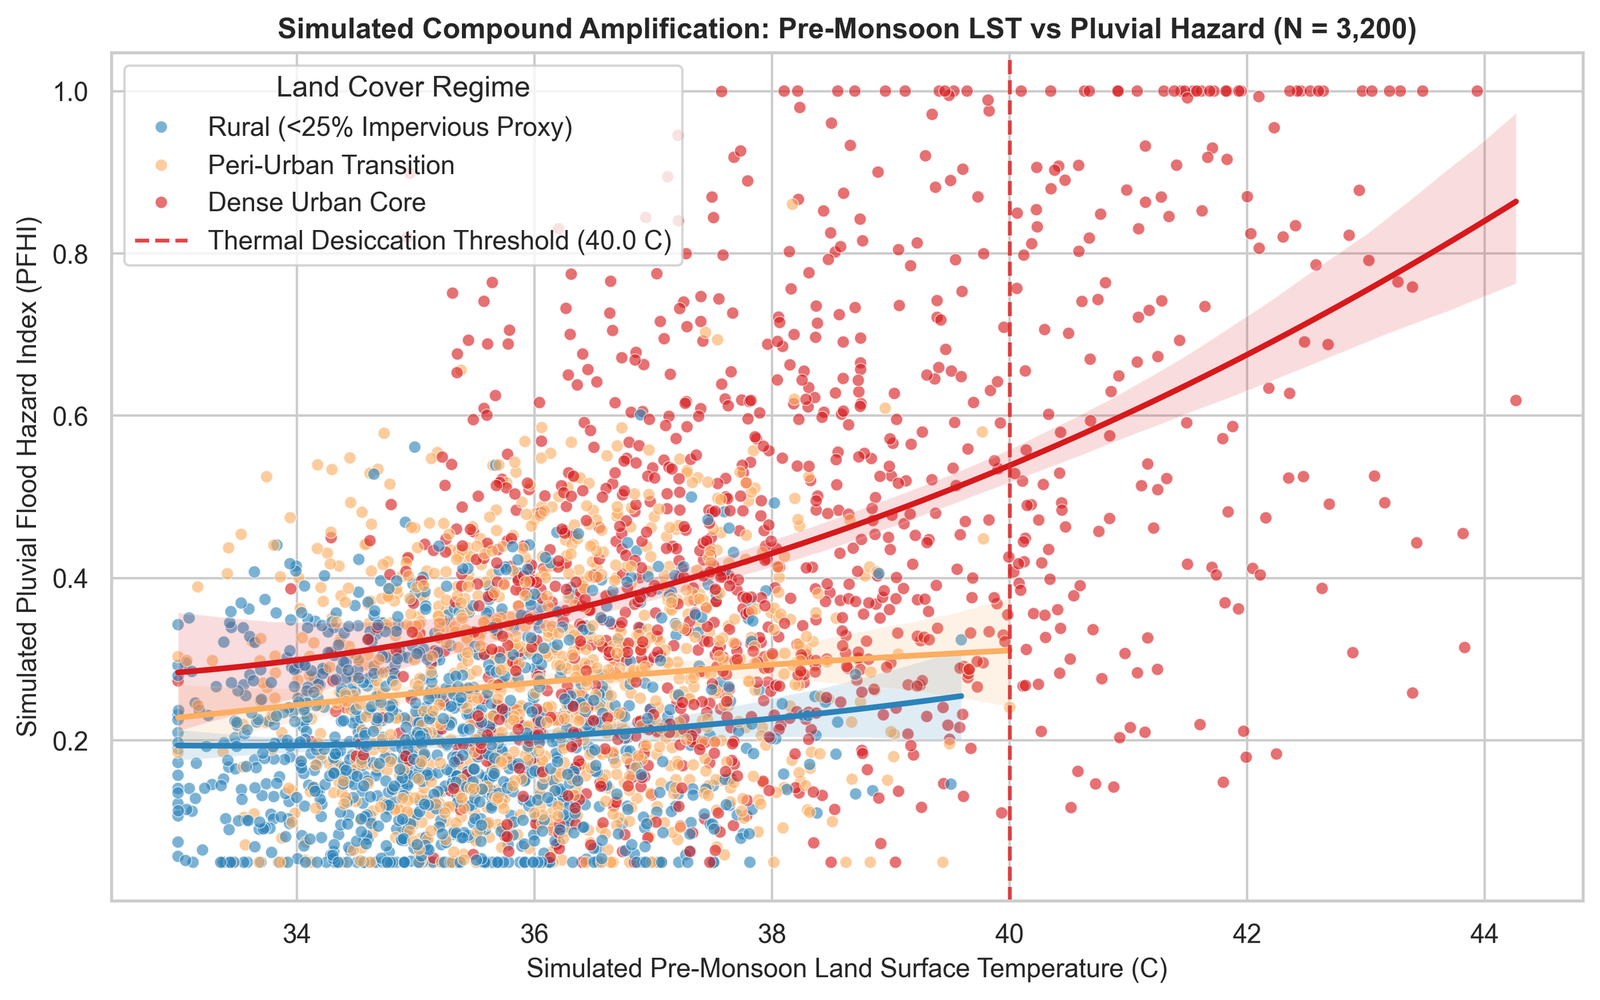 Simulated Compound Amplification: Pre-Monsoon LST vs Pluvial Hazard (N = 3,200)
Land Cover Regime
Rural (<25% Impervious Proxy)
Peri-Urban Transition
Dense Urban Core
Thermal Desiccation Threshold (40.0 C)
Simulated Pluvial Flood Hazard Index (PFHI)
1.0
0.8
0.6
0.4
0.2
34 36 38 40 42 44
Simulated Pre-Monsoon Land Surface Temperature (C)